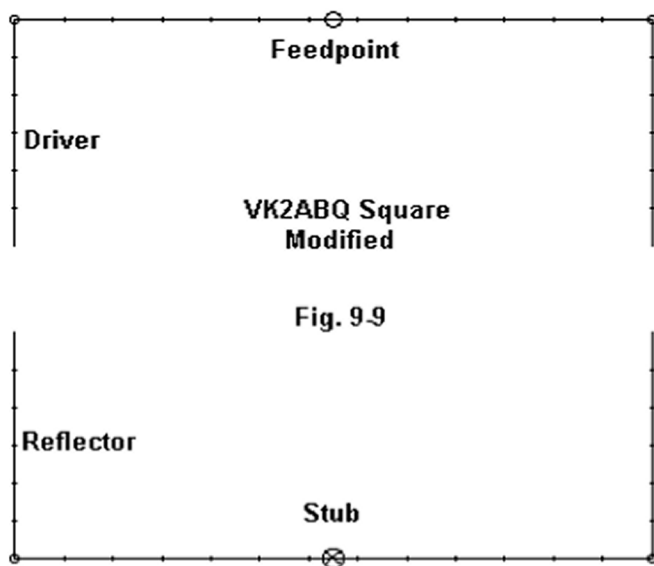 Feedpoint
Driver
VK2ABQ Square
Modified
Fig. 9-9
Reflector
Stub